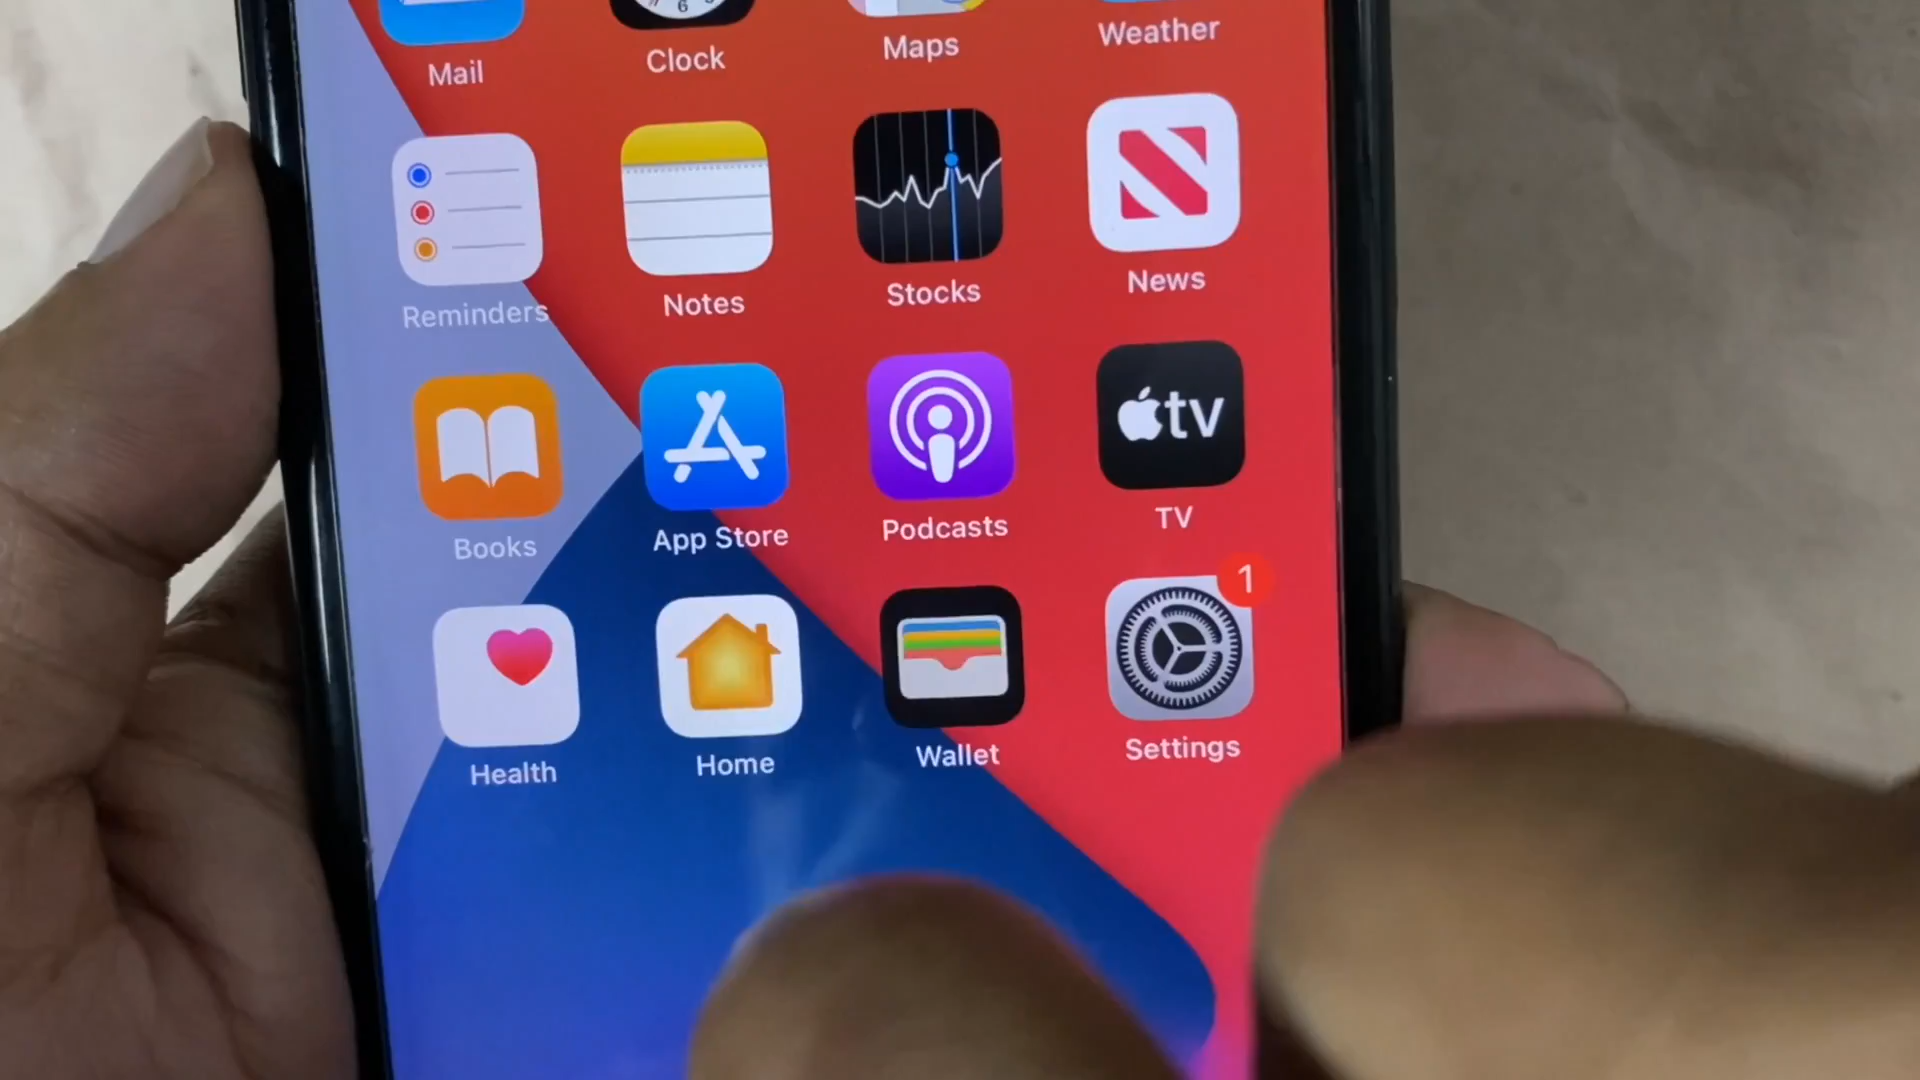 6
Mail
Clock
Maps
Weather
Reminders
Notes
Stocks
News
tv
Books
App Store
Podcasts
TV
1
Health
Home
Wallet
Settings